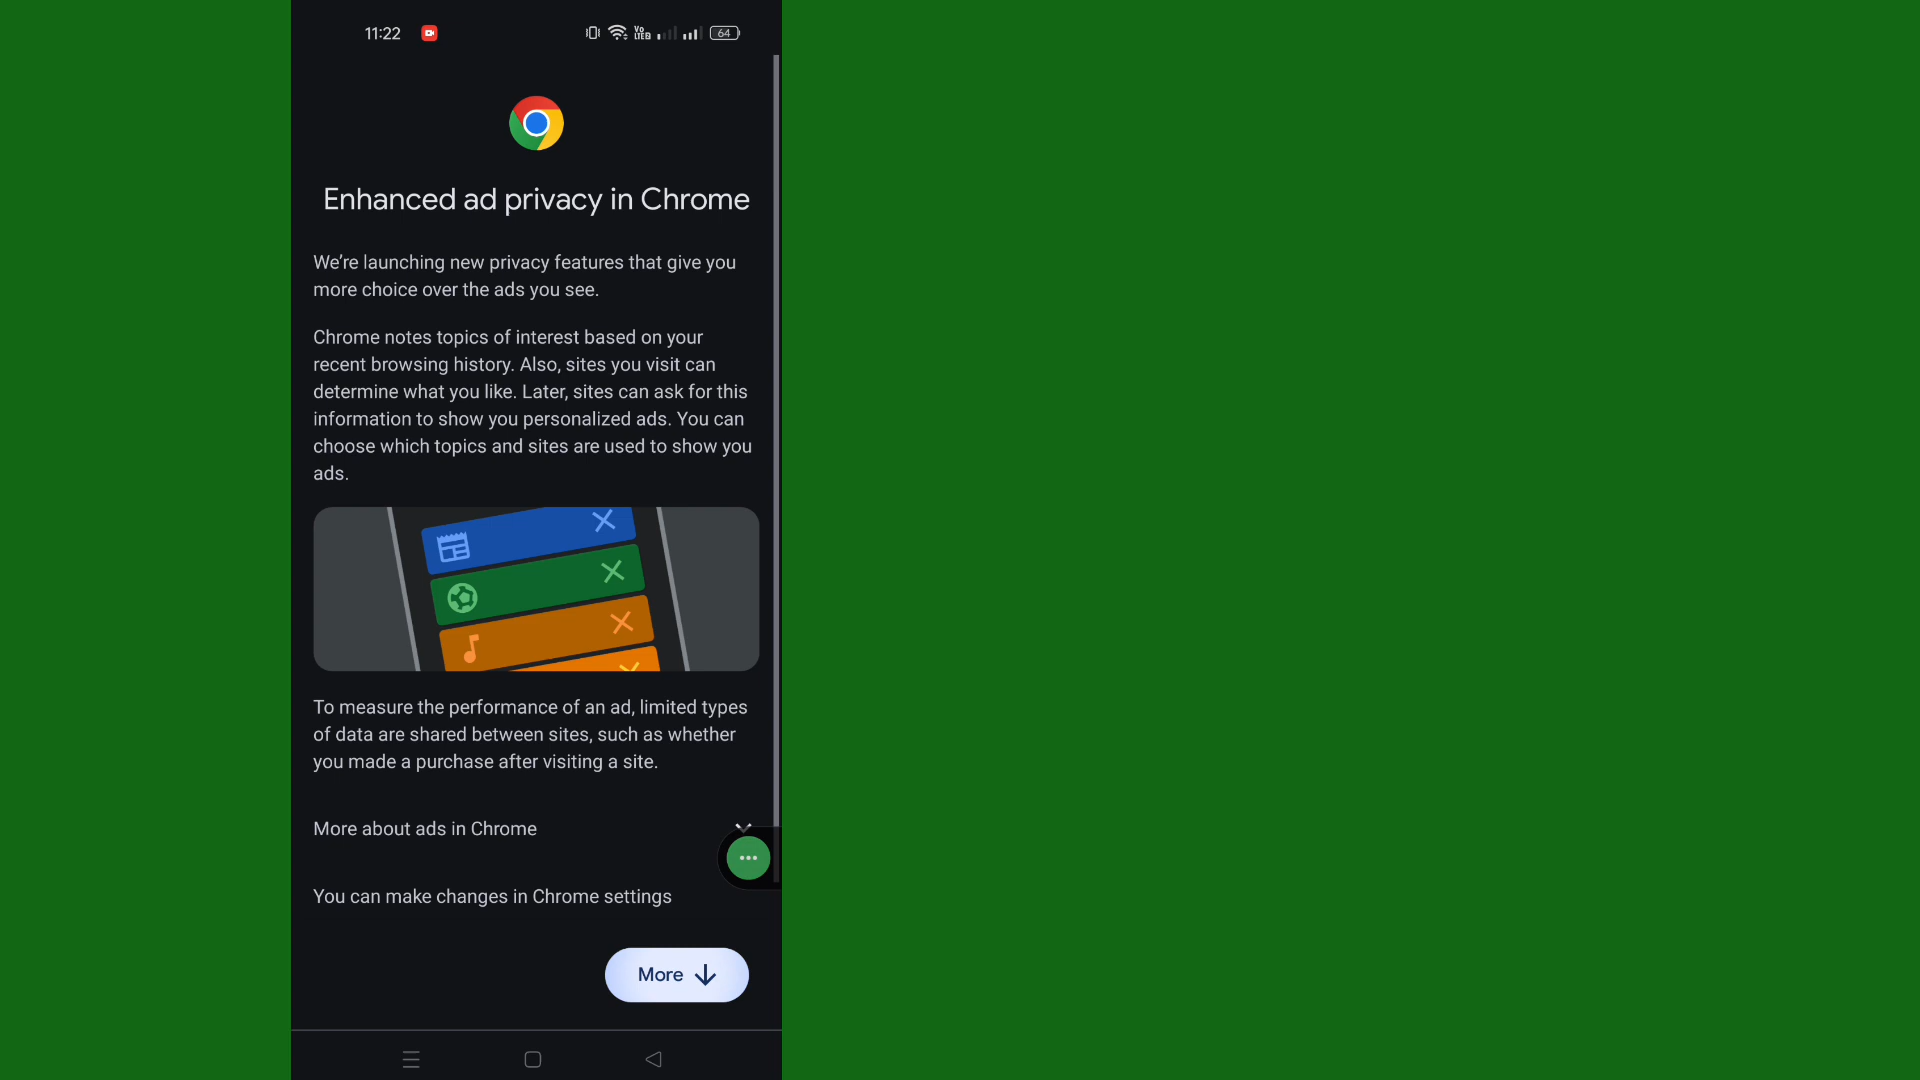 11:22
Vo
LTE2
64
Enhanced ad privacy in Chrome
We're launching new privacy features that give you
more choice over the ads you see.
Chrome notes topics of interest based on your
recent browsing history. Also, sites you visit can
determine what you like. Later, sites can ask for this
information to show you personalized ads. You can
choose which topics and sites are used to show you
ads.
To measure the performance of an ad, limited types
of data are shared between sites, such as whether
you made a purchase after visiting a site.
More about ads in Chrome
You can make changes in Chrome settings
More